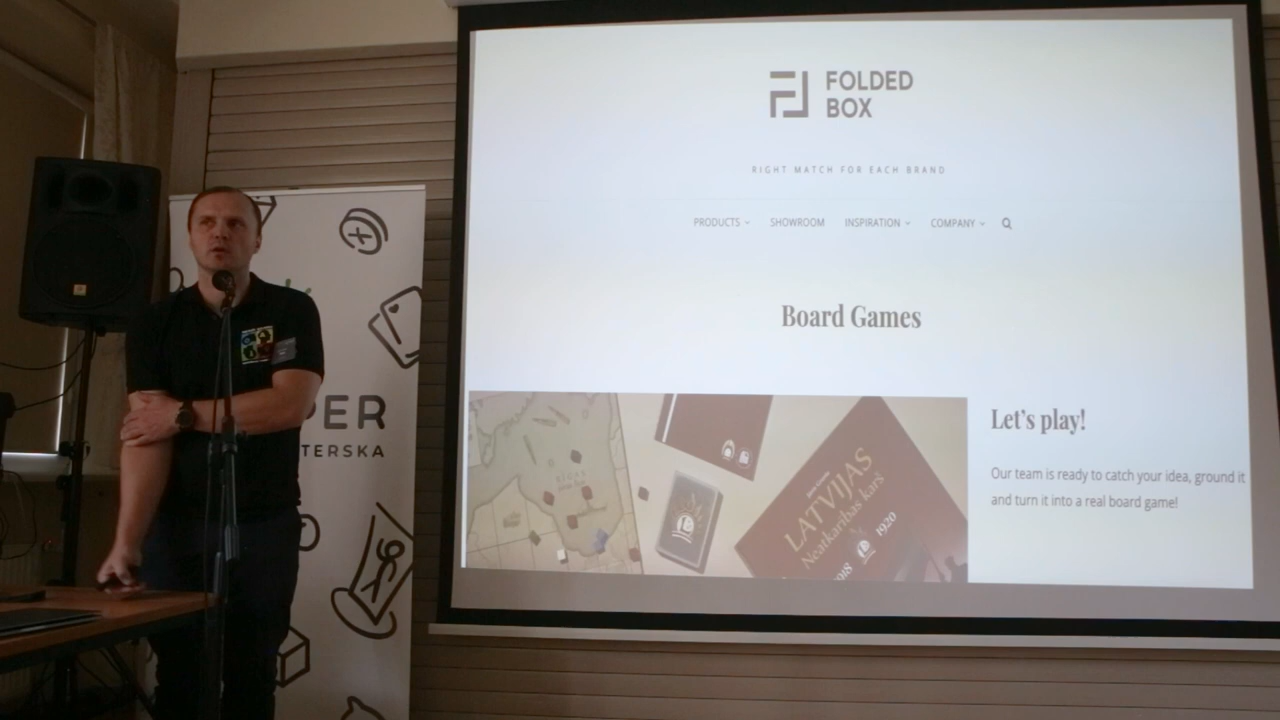 FOLDED
BOX
RIGHT MATCH FOR EACH BRAND
PRODUCTS SHOWROOM INSPIRATION COMPANY
Board Games
Let's play!
Our team is ready to catch your idea, ground it
and turn it into a real board game!
LATVIJAS
Neatkarības karš
1920
PER
TERSKA